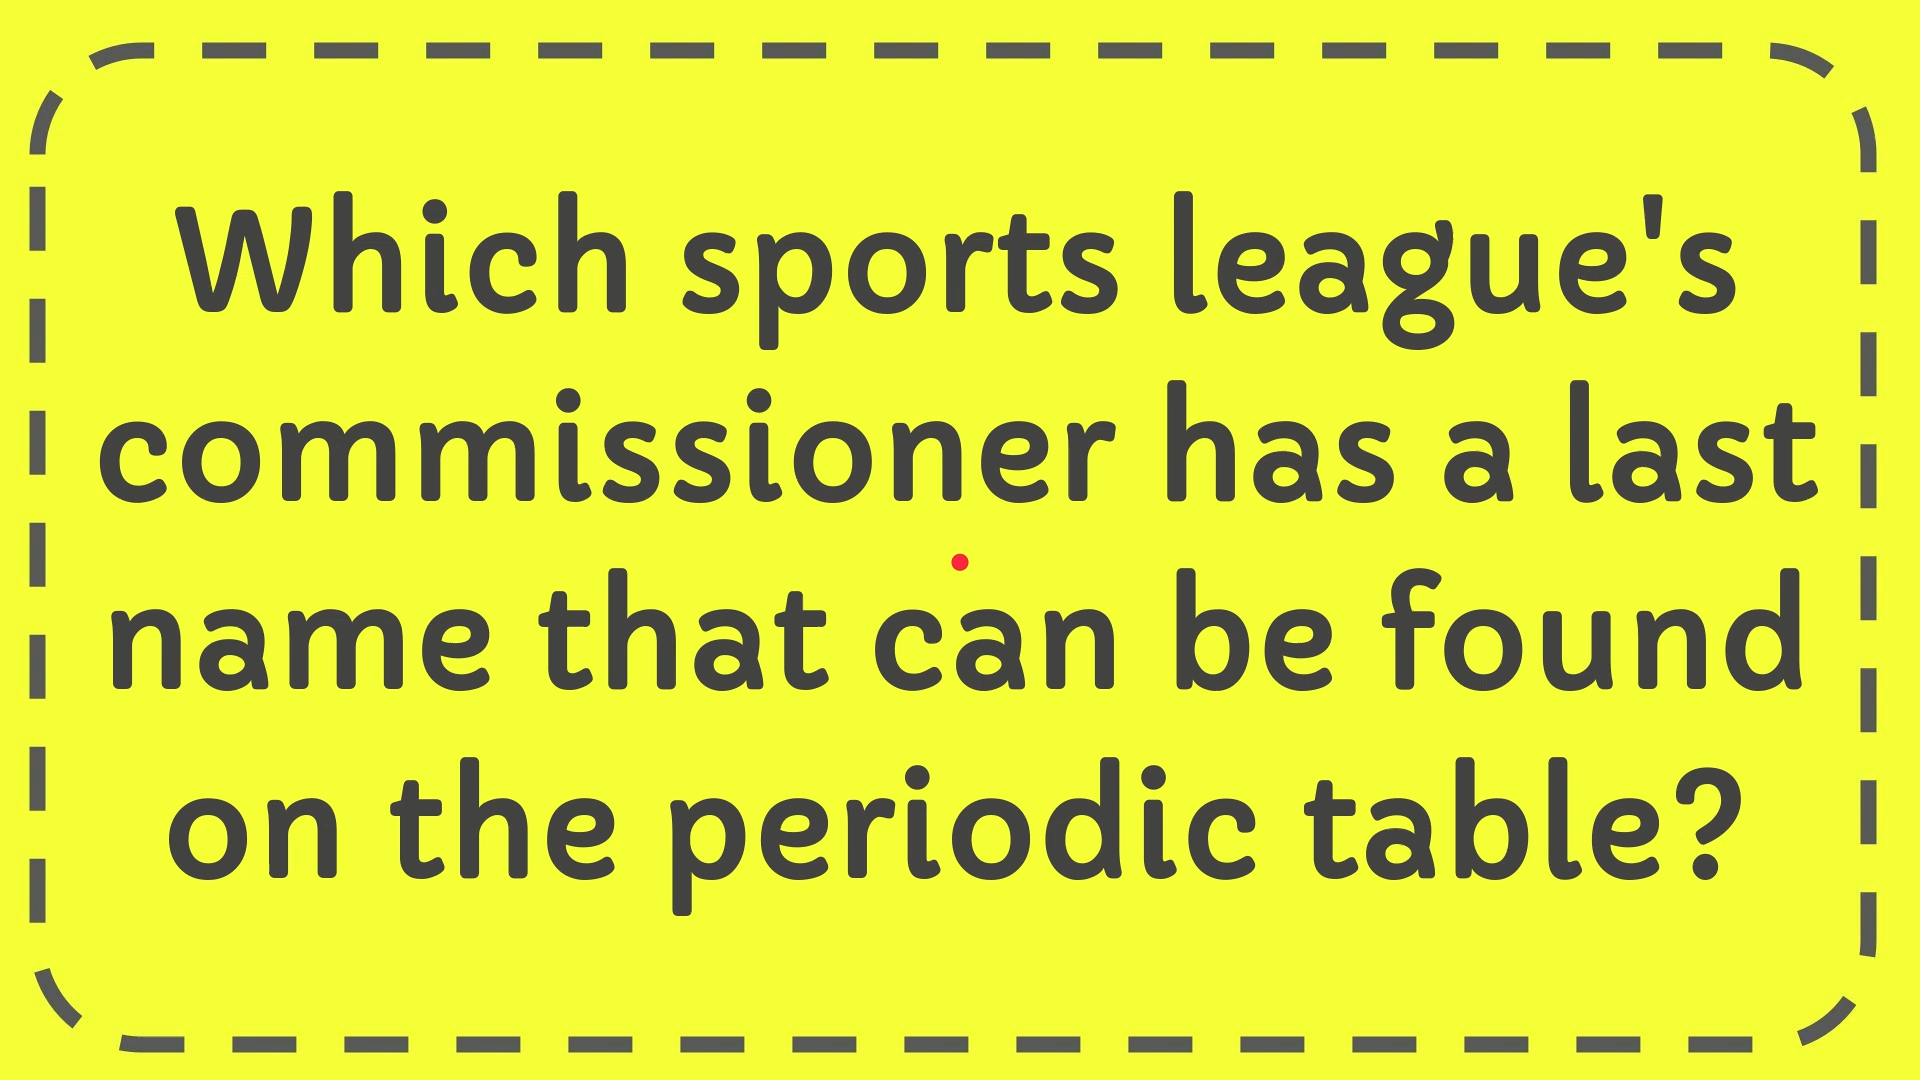 Which sports league's
commissioner has a last
name that can be found
on the periodic table?